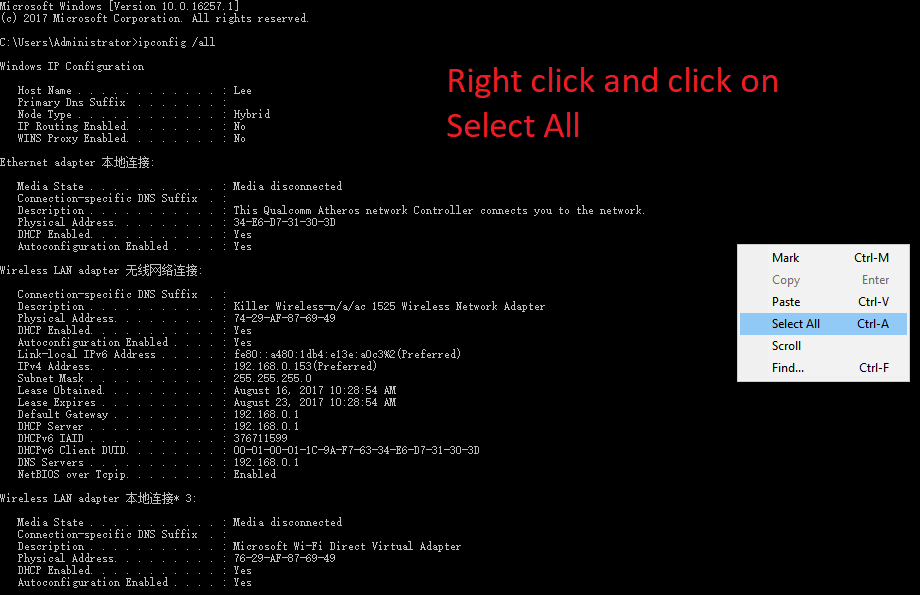 Microsoft Windows [Version 10.0.16257.1]
(c) 2017 Microsoft Corporation. All rights reserved.
C:\Users\Administrator>ipconfig /all
Windows IP Configuration
Host Name . . . . . . . . . . . . : Lee
Primary Dns Suffix . . . . . . . :
Node Type . . . . . . . . . . . . : Hybrid
IP Routing Enabled. . . . . . . . : No
WINS Proxy Enabled. . . . . . . . : No
Right click and click on
Select All
Ethernet adapter 本地连接:
Media State . . . . . . . . . . . : Media disconnected
Connection-specific DNS Suffix . :
Description . . . . . . . . . . . : This Qualcomm Atheros network Controller connects you to the network.
Physical Address. . . . . . . . . : 34-E6-D7-31-30-3D
DHCP Enabled. . . . . . . . . . . : Yes
Autoconfiguration Enabled . . . . : Yes
Wireless LAN adapter 无线网络连接:
Connection-specific DNS Suffix . :
Description . . . . . . . . . . . : Killer Wireless-n/a/ac 1525 Wireless Network Adapter
Physical Address. . . . . . . . . : 74-29-AF-87-69-49
DHCP Enabled. . . . . . . . . . . : Yes
Autoconfiguration Enabled . . . . : Yes
Link-local IPv6 Address . . . . . : fe80::a480:1db4:e13e:a0c3%2(Preferred)
IPv4 Address. . . . . . . . . . . : 192.168.0.153(Preferred)
Subnet Mask . . . . . . . . . . . : 255.255.255.0
Lease Obtained. . . . . . . . . . : August 16, 2017 10:28:54 AM
Lease Expires . . . . . . . . . . : August 23, 2017 10:28:54 AM
Default Gateway . . . . . . . . . : 192.168.0.1
DHCP Server . . . . . . . . . . . : 192.168.0.1
DHCPv6 IAID . . . . . . . . . . . : 376711599
DHCPv6 Client DUID. . . . . . . . : 00-01-00-01-1C-9A-F7-63-34-E6-D7-31-30-3D
DNS Servers . . . . . . . . . . . : 192.168.0.1
NetBIOS over Tcpip. . . . . . . . : Enabled
Wireless LAN adapter 本地连接* 3:
Media State . . . . . . . . . . . : Media disconnected
Connection-specific DNS Suffix . :
Description . . . . . . . . . . . : Microsoft Wi-Fi Direct Virtual Adapter
Physical Address. . . . . . . . . : 76-29-AF-87-69-49
DHCP Enabled. . . . . . . . . . . : Yes
Autoconfiguration Enabled . . . . : Yes
Mark Ctrl-M
Copy Enter
Paste Ctrl-V
Select All Ctrl-A
Scroll
Find... Ctrl-F